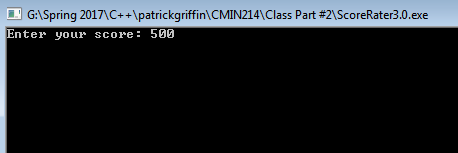 G:\Spring 2017\C++\patrickgriffin\CMIN214\Class Part #2\ScoreRater3.0.exe
Enter your score: 500